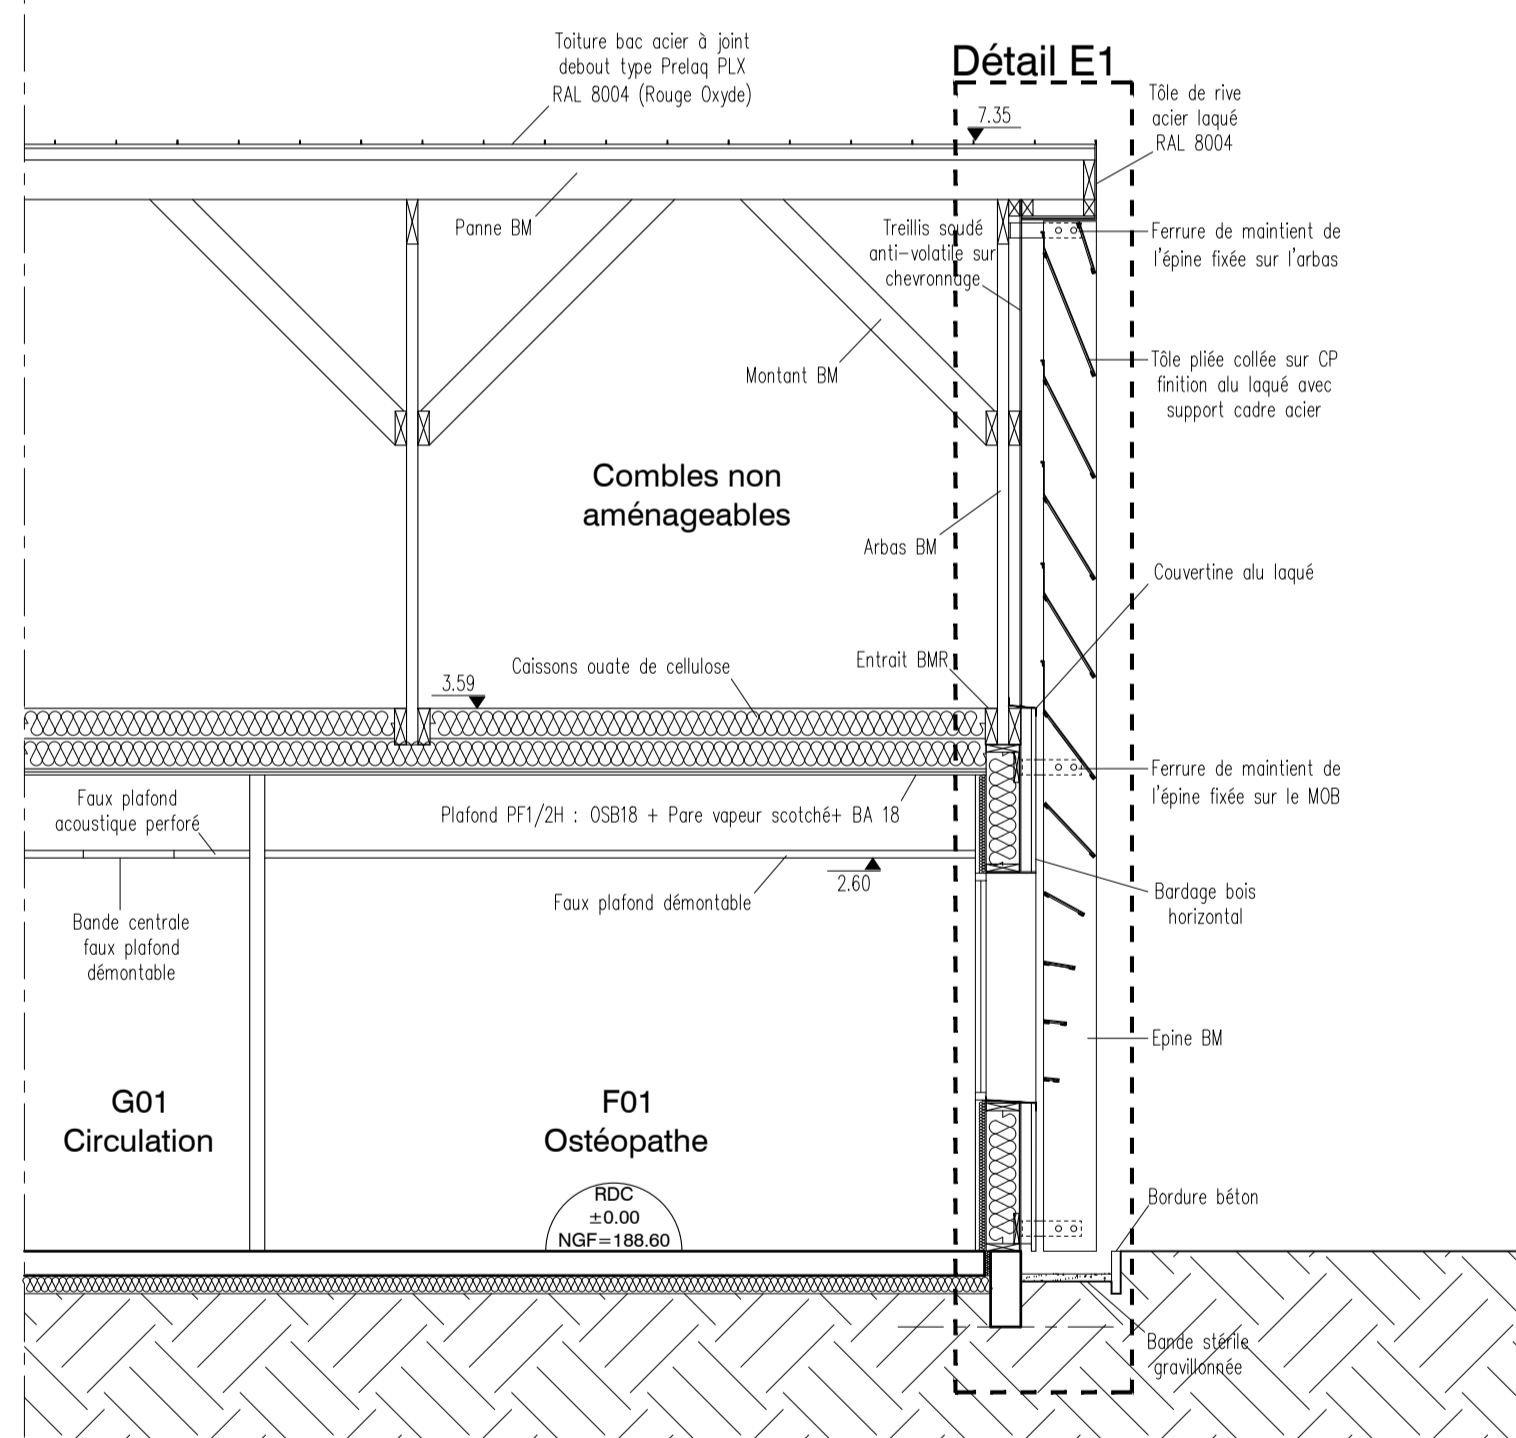 Toiture bac acier à joint
debout type Prelaq PLX
RAL 8004 (Rouge Oxyde)
Détail E1
7.35
Tôle de rive
acier laqué
RAL 8004
Panne BM
Treillis soudé
anti-volatile sur
chevronnage
Ferrure de maintient de
l'épine fixée sur l'arbas
Montant BM
Tôle pliée collée sur CP
finition alu laqué avec
support cadre acier
Combles non
aménageables
Arbas BM
Couvertine alu laqué
Entrait BMR
Caissons ouate de cellulose
3.59
Ferrure de maintient de
l'épine fixée sur le MOB
Faux plafond
acoustique perforé
Plafond PF1/2H : OSB18 + Pare vapeur scotché+ BA 18
2.60
Faux plafond démontable
Bardage bois
horizontal
Bande centrale
faux plafond
démontable
Epine BM
G01
Circulation
F01
Ostéopathe
RDC
±0.00
NGF=188.60
Bordure béton
Bande stérile
gravillonnée